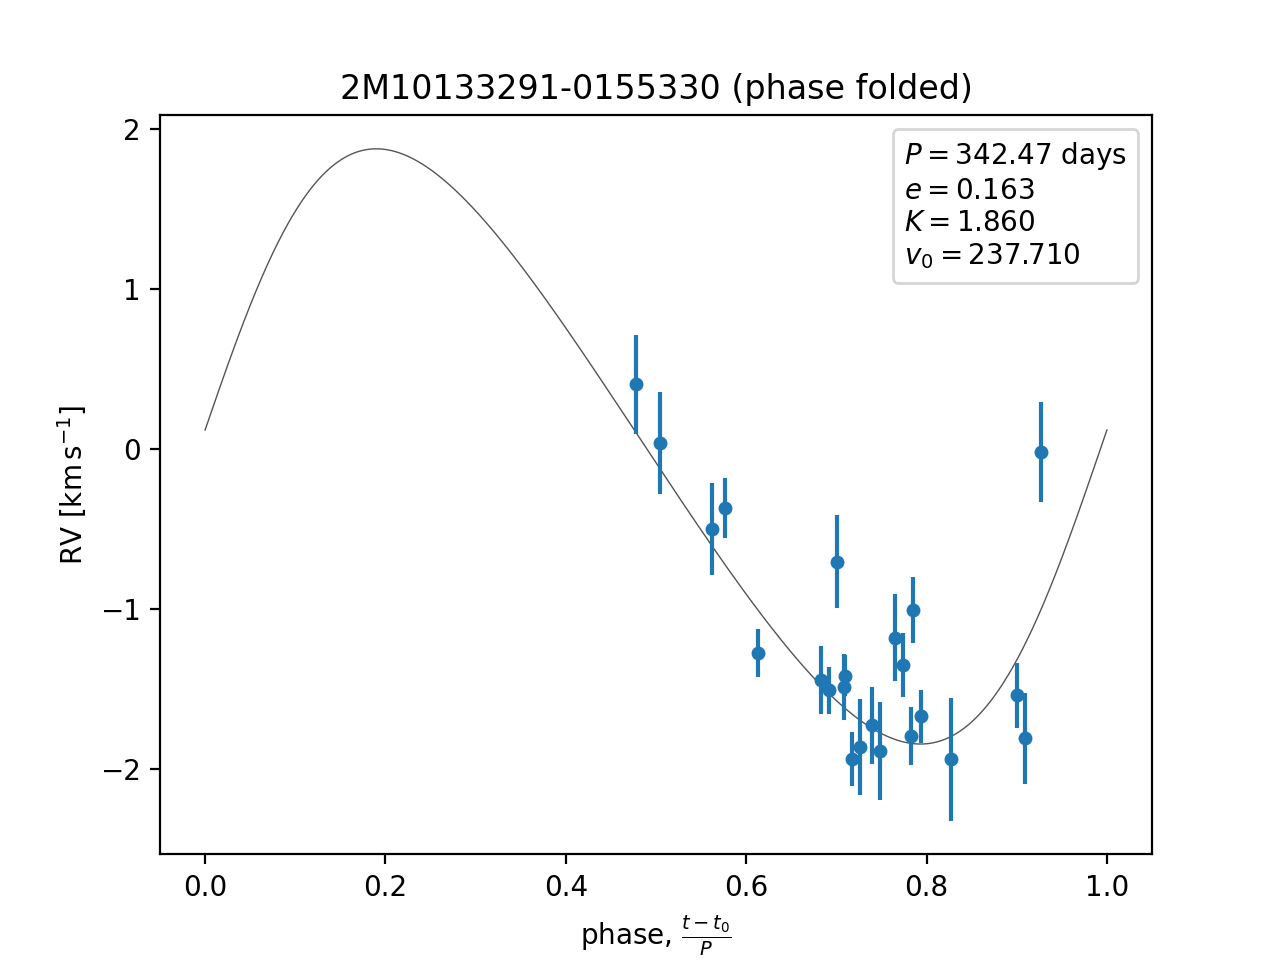 2M10133291-0155330 (phase folded)
P = 342.47 days
e = 0.163
K = 1.860
v₀ = 237.710
RV [km s⁻¹]
2
1
0
−1
−2
0.0 0.2 0.4 0.6 0.8 1.0
phase, (t − t₀)/P